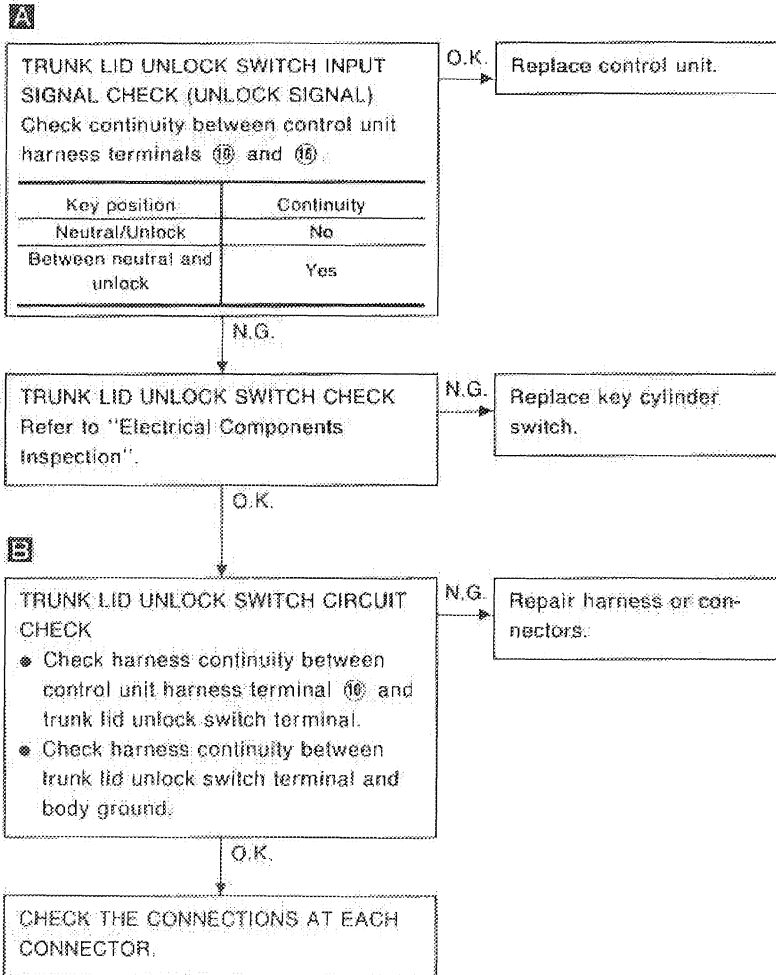 A
TRUNK LID UNLOCK SWITCH INPUT
SIGNAL CHECK (UNLOCK SIGNAL)
Check continuity between control unit
harness terminals and .
Key position Continuity
Neutral/Unlock No
Between neutral and
unlock
Yes
O.K.
Replace control unit.
N.G.
TRUNK LID UNLOCK SWITCH CHECK
Refer to "Electrical Components
Inspection".
N.G.
Replace key cylinder
switch.
O.K.
B
TRUNK LID UNLOCK SWITCH CIRCUIT
CHECK
● Check harness continuity between
control unit harness terminal and
trunk lid unlock switch terminal.
● Check harness continuity between
trunk lid unlock switch terminal and
body ground.
N.G.
Repair harness or con-
nectors.
O.K.
CHECK THE CONNECTIONS AT EACH
CONNECTOR.